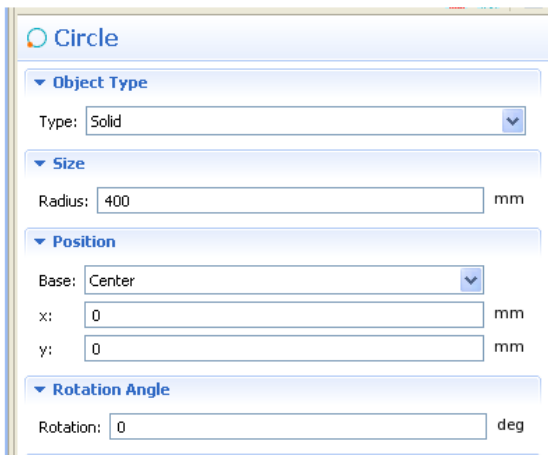 Circle
Object Type
Type: Solid
Size
Radius: 400 mm
Position
Base: Center
x: 0 mm
y: 0 mm
Rotation Angle
Rotation: 0 deg